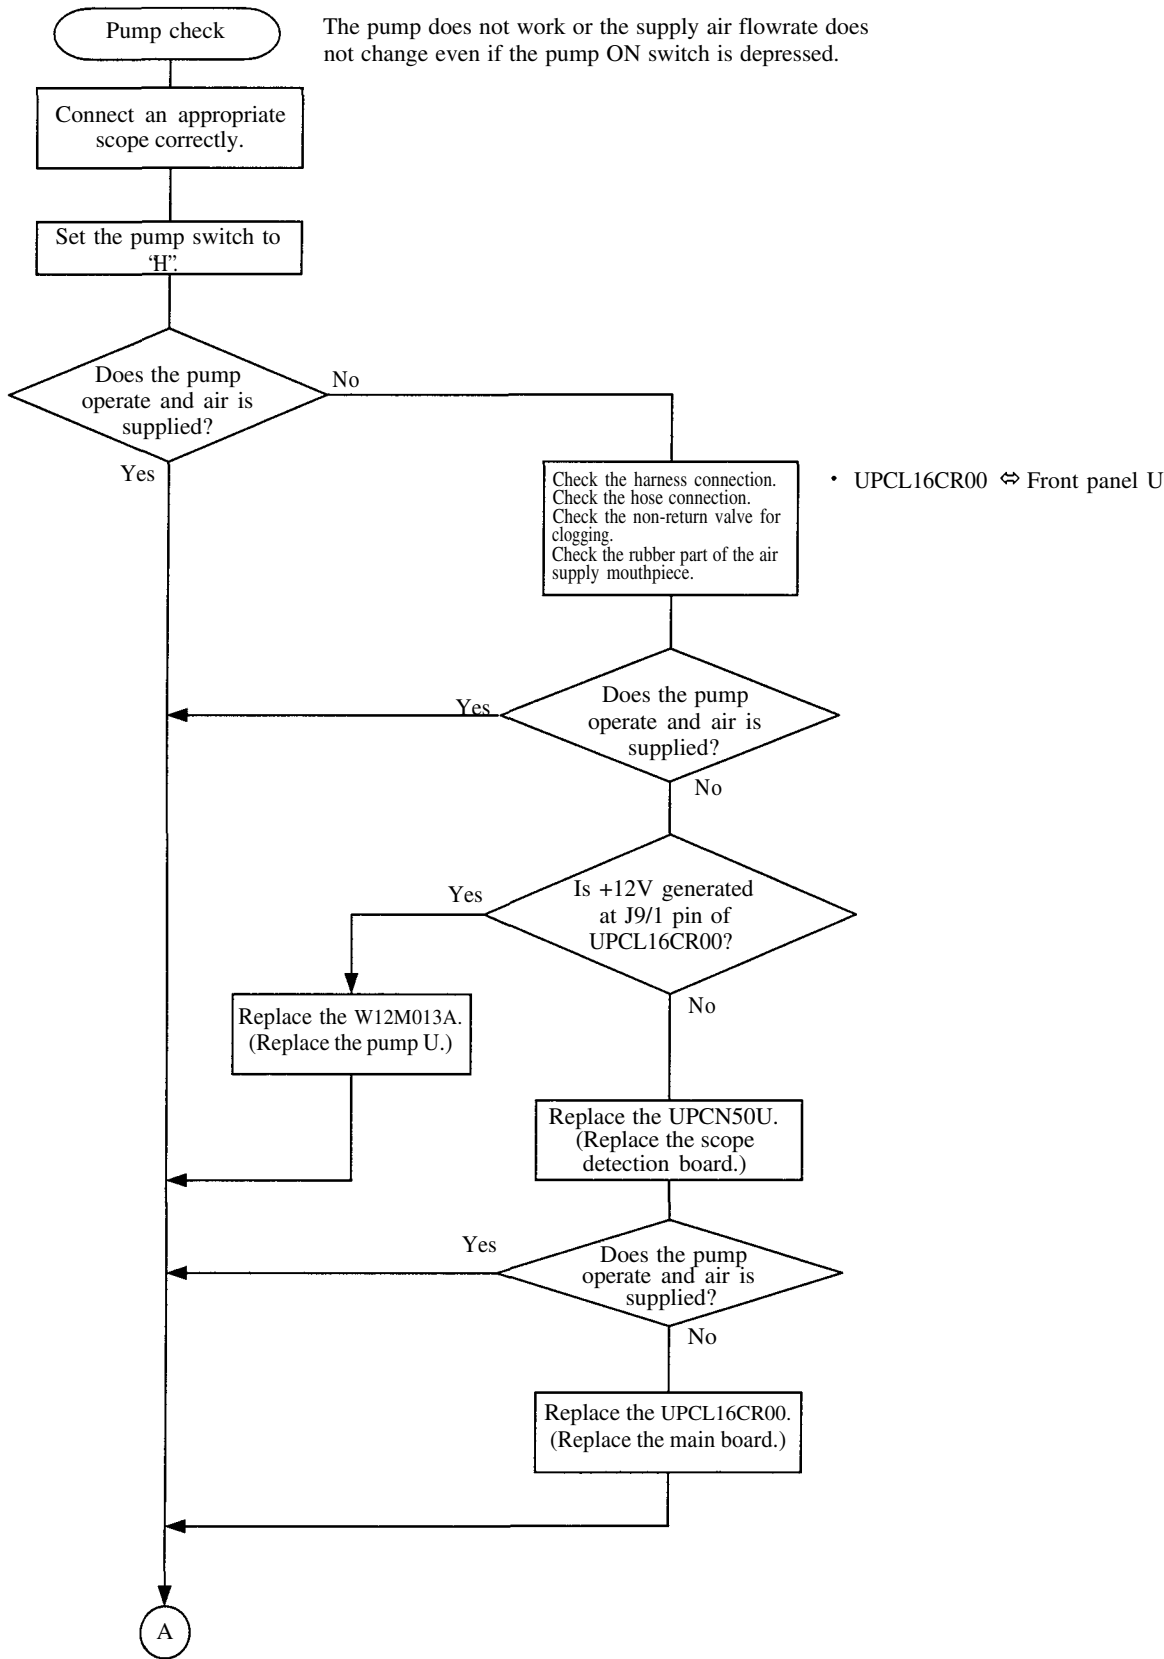 Pump check
The pump does not work or the supply air flowrate does
not change even if the pump ON switch is depressed.
Connect an appropriate
scope correctly.
Set the pump switch to
“H”.
Does the pump
operate and air is
supplied?
No
Yes
Check the harness connection.
Check the hose connection.
Check the non-return valve for
clogging.
Check the rubber part of the air
supply mouthpiece.
• UPCL16CR00 ⇔ Front panel U
Does the pump
operate and air is
supplied?
Yes
No
Is +12V generated
at J9/1 pin of
UPCL16CR00?
Yes
No
Replace the W12M013A.
(Replace the pump U.)
Replace the UPCN50U.
(Replace the scope
detection board.)
Does the pump
operate and air is
supplied?
Yes
No
Replace the UPCL16CR00.
(Replace the main board.)
A